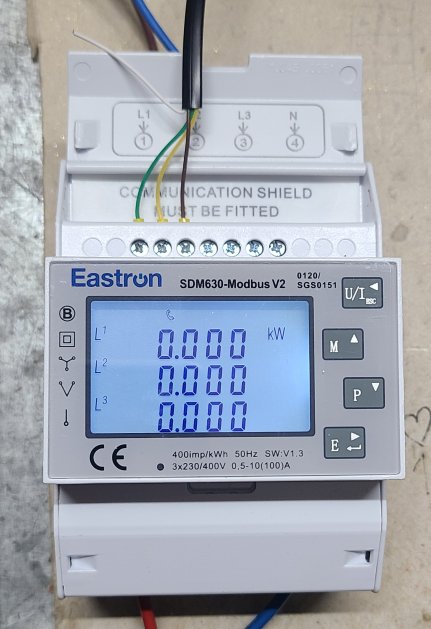 L1 L3 N
1 2 3 4
COMMUNICATION SHIELD
MUST BE FITTED
Eastron SDM630-Modbus V2 0120/
SGS0151
U/I ESC
B
L1 0.000 kW
M
L2 0.000
P
L3 0.000
E
CE
400imp/kWh 50Hz SW:V1.3
3x230/400V 0.5-10(100)A